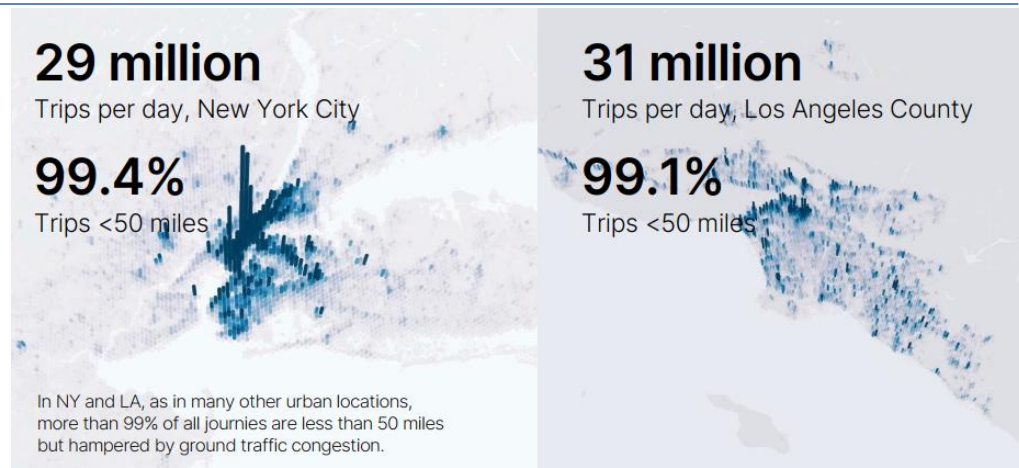 29 million
Trips per day, New York City
99.4%
Trips <50 miles
In NY and LA, as in many other urban locations,
more than 99% of all journies are less than 50 miles
but hampered by ground traffic congestion.
31 million
Trips per day, Los Angeles County
99.1%
Trips <50 miles